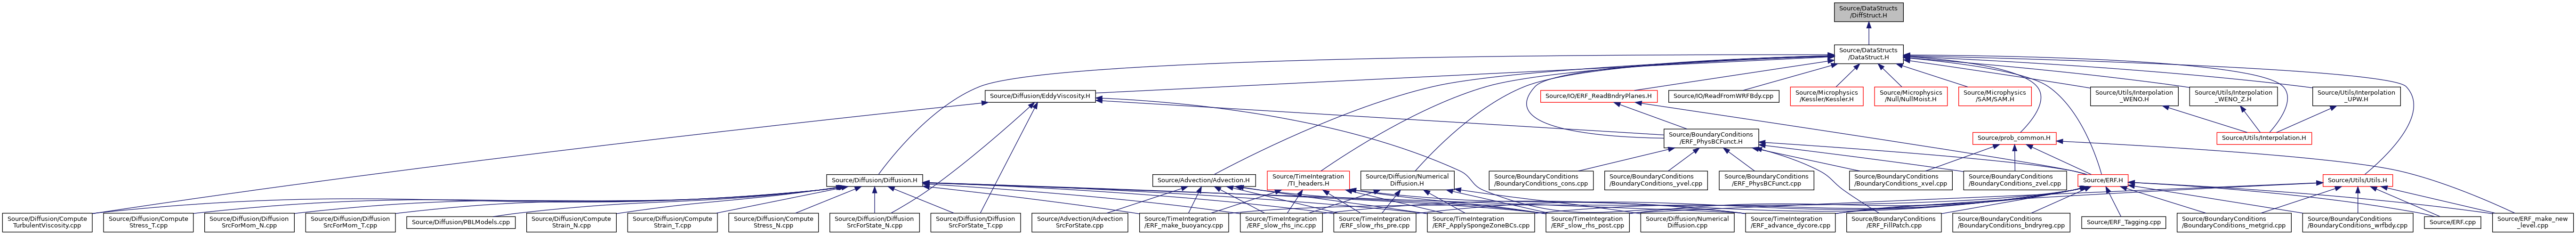 Source/DataStructs
/DiffStruct.H
Source/DataStructs
/DataStruct.H
Source/Diffusion/EddyViscosity.H
Source/IO/ERF_ReadBndryPlanes.H
Source/IO/ReadFromWRFBdy.cpp
Source/Microphysics
/Kessler/Kessler.H
Source/Microphysics
/Null/NullMoist.H
Source/Microphysics
/SAM/SAM.H
Source/Utils/Interpolation
_WENO.H
Source/Utils/Interpolation
_WENO_Z.H
Source/Utils/Interpolation
_UPW.H
Source/BoundaryConditions
/ERF_PhysBCFunct.H
Source/prob_common.H
Source/Utils/Interpolation.H
Source/Diffusion/Diffusion.H
Source/Advection/Advection.H
Source/TimeIntegration
/TI_headers.H
Source/Diffusion/Numerical
Diffusion.H
Source/BoundaryConditions
/BoundaryConditions_cons.cpp
Source/BoundaryConditions
/BoundaryConditions_yvel.cpp
Source/BoundaryConditions
/ERF_PhysBCFunct.cpp
Source/BoundaryConditions
/BoundaryConditions_xvel.cpp
Source/BoundaryConditions
/BoundaryConditions_zvel.cpp
Source/ERF.H
Source/Utils/Utils.H
Source/Diffusion/Compute
TurbulentViscosity.cpp
Source/Diffusion/Compute
Stress_T.cpp
Source/Diffusion/Diffusion
SrcForMom_N.cpp
Source/Diffusion/Diffusion
SrcForMom_T.cpp
Source/Diffusion/PBLModels.cpp
Source/Diffusion/Compute
Strain_N.cpp
Source/Diffusion/Compute
Strain_T.cpp
Source/Diffusion/Compute
Stress_N.cpp
Source/Diffusion/Diffusion
SrcForState_N.cpp
Source/Diffusion/Diffusion
SrcForState_T.cpp
Source/Advection/Advection
SrcForState.cpp
Source/TimeIntegration
/ERF_make_buoyancy.cpp
Source/TimeIntegration
/ERF_slow_rhs_inc.cpp
Source/TimeIntegration
/ERF_slow_rhs_pre.cpp
Source/TimeIntegration
/ERF_ApplySpongeZoneBCs.cpp
Source/TimeIntegration
/ERF_slow_rhs_post.cpp
Source/Diffusion/Numerical
Diffusion.cpp
Source/TimeIntegration
/ERF_advance_dycore.cpp
Source/BoundaryConditions
/ERF_FillPatch.cpp
Source/BoundaryConditions
/BoundaryConditions_bndryreg.cpp
Source/ERF_Tagging.cpp
Source/BoundaryConditions
/BoundaryConditions_metgrid.cpp
Source/BoundaryConditions
/BoundaryConditions_wrfbdy.cpp
Source/ERF.cpp
Source/ERF_make_new
_level.cpp